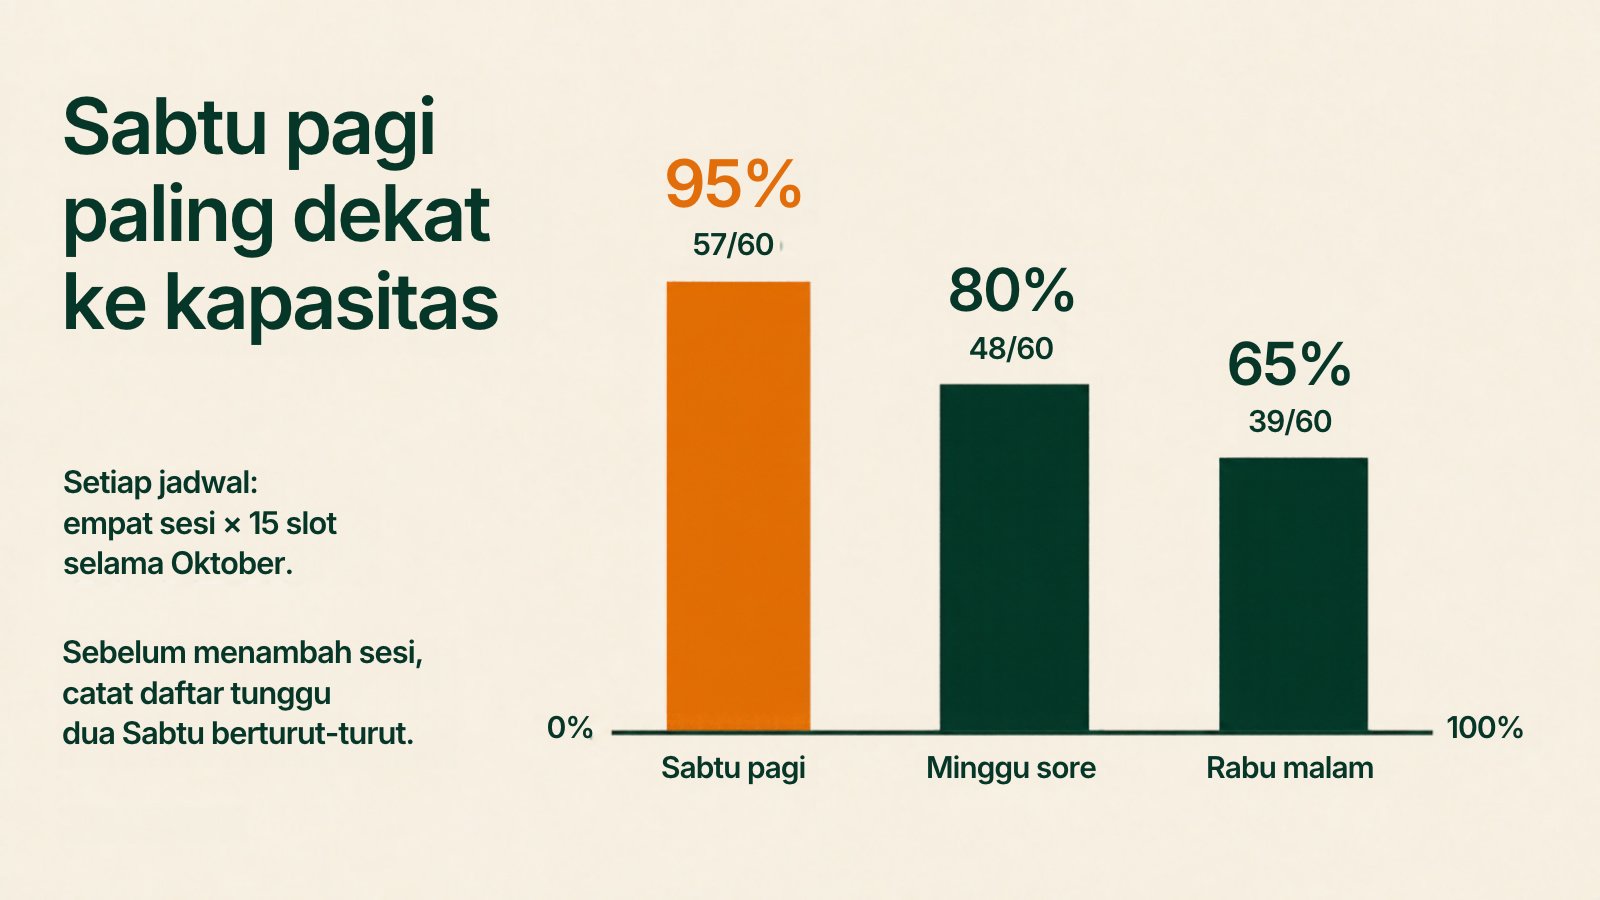 Sabtu pagi
paling dekat
ke kapasitas
Setiap jadwal:
empat sesi × 15 slot
selama Oktober.
Sebelum menambah sesi,
catat daftar tunggu
dua Sabtu berturut-turut.
95%
57/60
80%
48/60
65%
39/60
0%
100%
Sabtu pagi
Minggu sore
Rabu malam